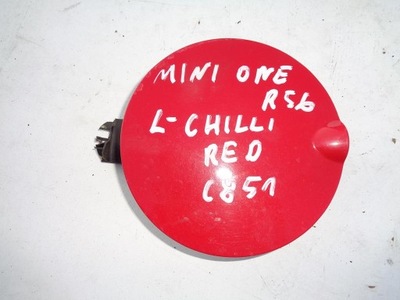 MINI ONE
R56
L-CHILLI
RED
C851